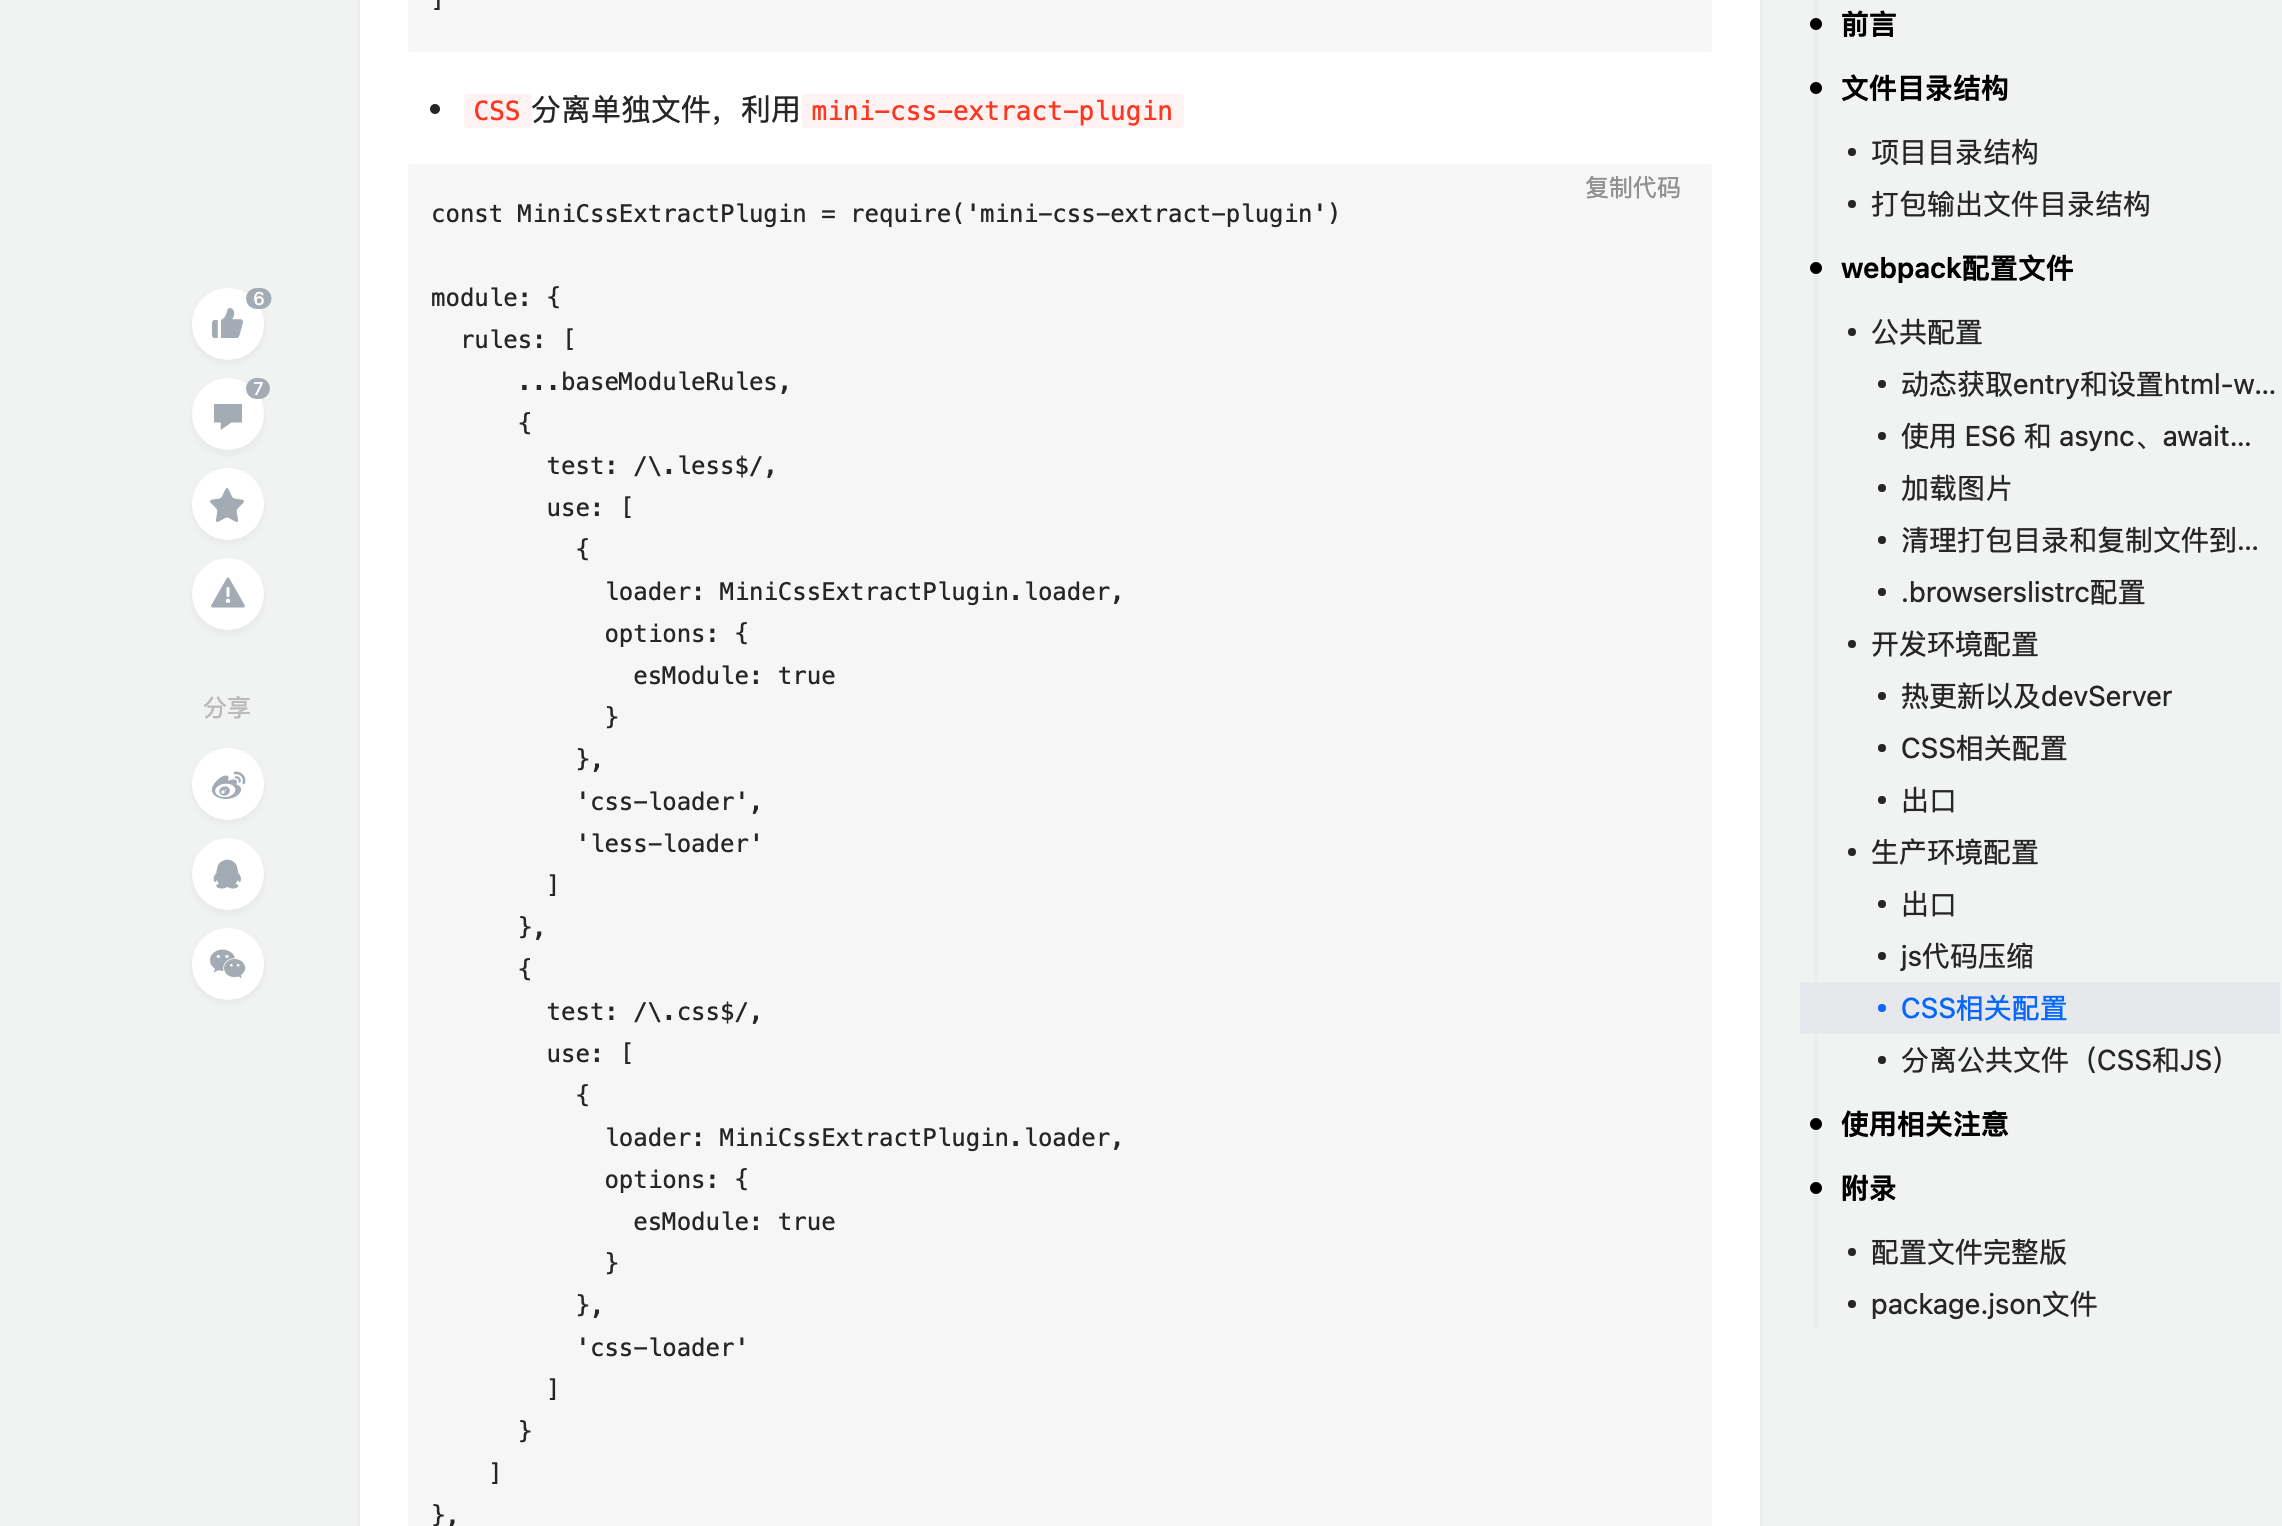 ]
CSS 分离单独文件，利用 mini-css-extract-plugin
复制代码
const MiniCssExtractPlugin = require('mini-css-extract-plugin')
module: {
rules: [
...baseModuleRules,
{
test: /\.less$/,
use: [
{
loader: MiniCssExtractPlugin.loader,
options: {
esModule: true
}
},
'css-loader',
'less-loader'
]
},
{
test: /\.css$/,
use: [
{
loader: MiniCssExtractPlugin.loader,
options: {
esModule: true
}
},
'css-loader'
]
}
]
},
6
7
分享
前言
文件目录结构
项目目录结构
打包输出文件目录结构
webpack配置文件
公共配置
动态获取entry和设置html-w...
使用 ES6 和 async、await...
加载图片
清理打包目录和复制文件到...
.browserslistrc配置
开发环境配置
热更新以及devServer
CSS相关配置
出口
生产环境配置
出口
js代码压缩
CSS相关配置
分离公共文件（CSS和JS）
使用相关注意
附录
配置文件完整版
package.json文件